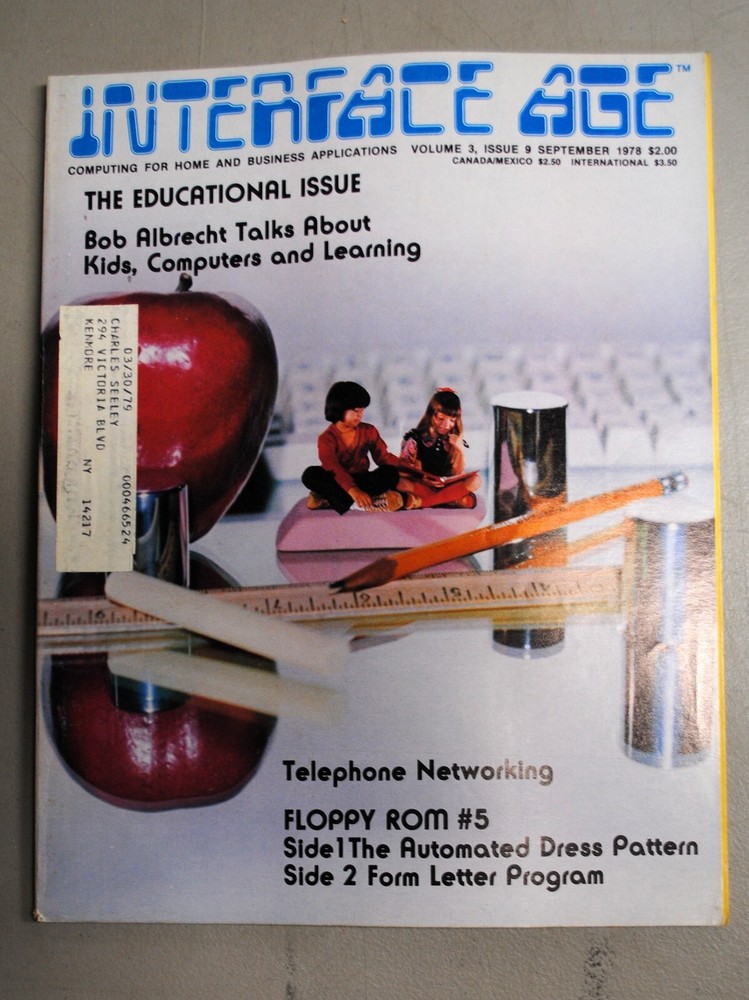 INTERFACE AGE™
COMPUTING FOR HOME AND BUSINESS APPLICATIONS VOLUME 3, ISSUE 9 SEPTEMBER 1978 $2.00
CANADA/MEXICO $2.50 INTERNATIONAL $3.50
THE EDUCATIONAL ISSUE
Bob Albrecht Talks About
Kids, Computers and Learning
03/30/79 000466524
CHARLES SEELEY
294 VICTORIA BLVD
KENMORE NY 14217
Telephone Networking
FLOPPY ROM #5
Side1 The Automated Dress Pattern
Side 2 Form Letter Program